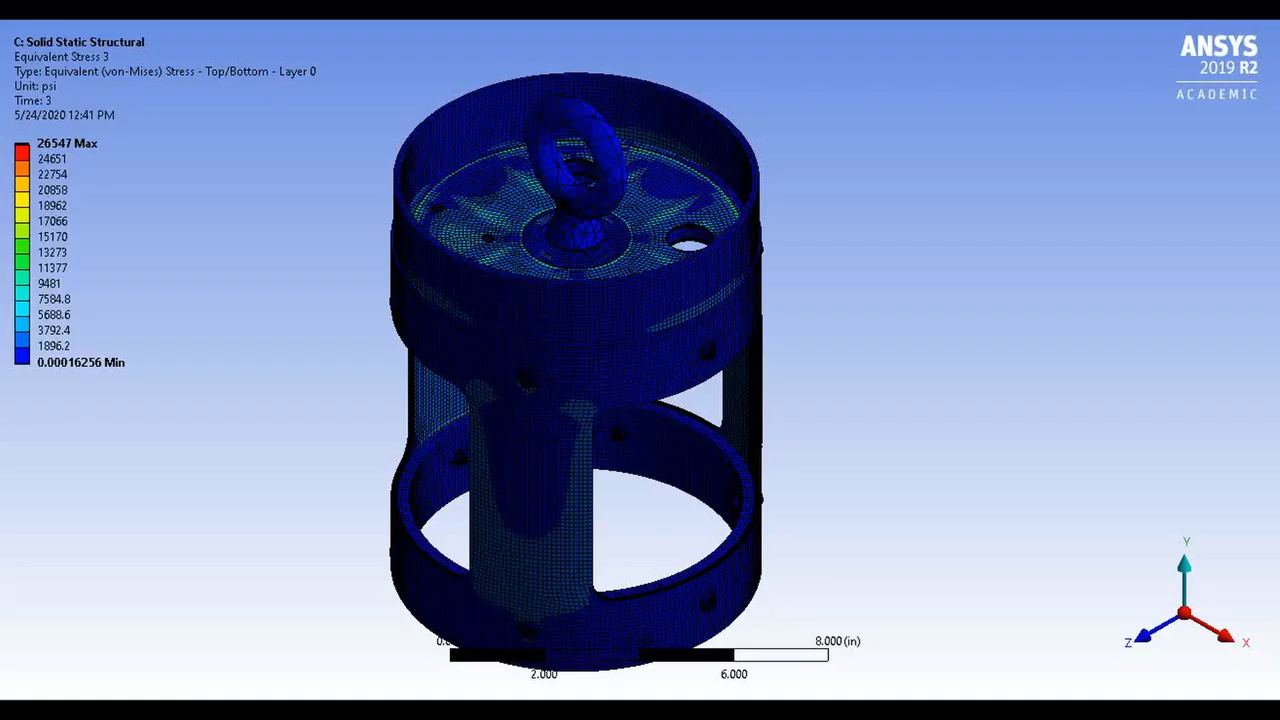 C: Solid Static Structural
Equivalent Stress 3
Type: Equivalent (von-Mises) Stress - Top/Bottom - Layer 0
Unit: psi
Time: 3
5/24/2020 12:41 PM
26547 Max
24651
22754
20858
18962
17066
15170
13273
11377
9481
7584.8
5688.6
3792.4
1896.2
0.00016256 Min
ANSYS
2019 R2
ACADEMIC
8.000 (in)
2.000
6.000
Y
Z
X